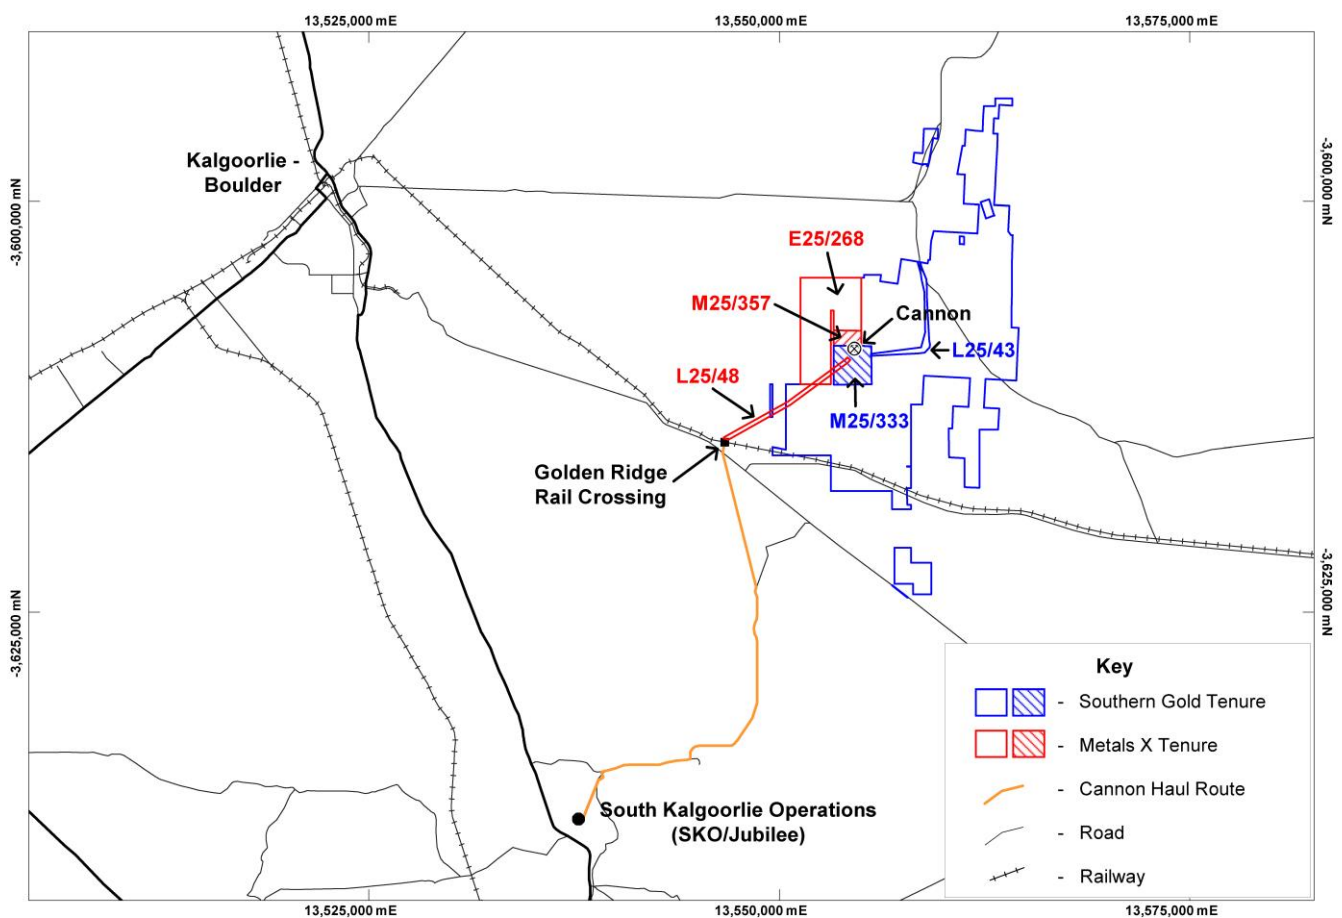 13,525,000 mE
13,550,000 mE
13,575,000 mE
-3,600,000 mN
-3,600,000 mN
Kalgoorlie -
Boulder
E25/268
M25/357
Cannon
L25/43
L25/48
M25/333
Golden Ridge
Rail Crossing
-3,625,000 mN
-3,625,000 mN
South Kalgoorlie Operations
(SKO/Jubilee)
Key
- Southern Gold Tenure
- Metals X Tenure
- Cannon Haul Route
- Road
- Railway
13,525,000 mE
13,550,000 mE
13,575,000 mE